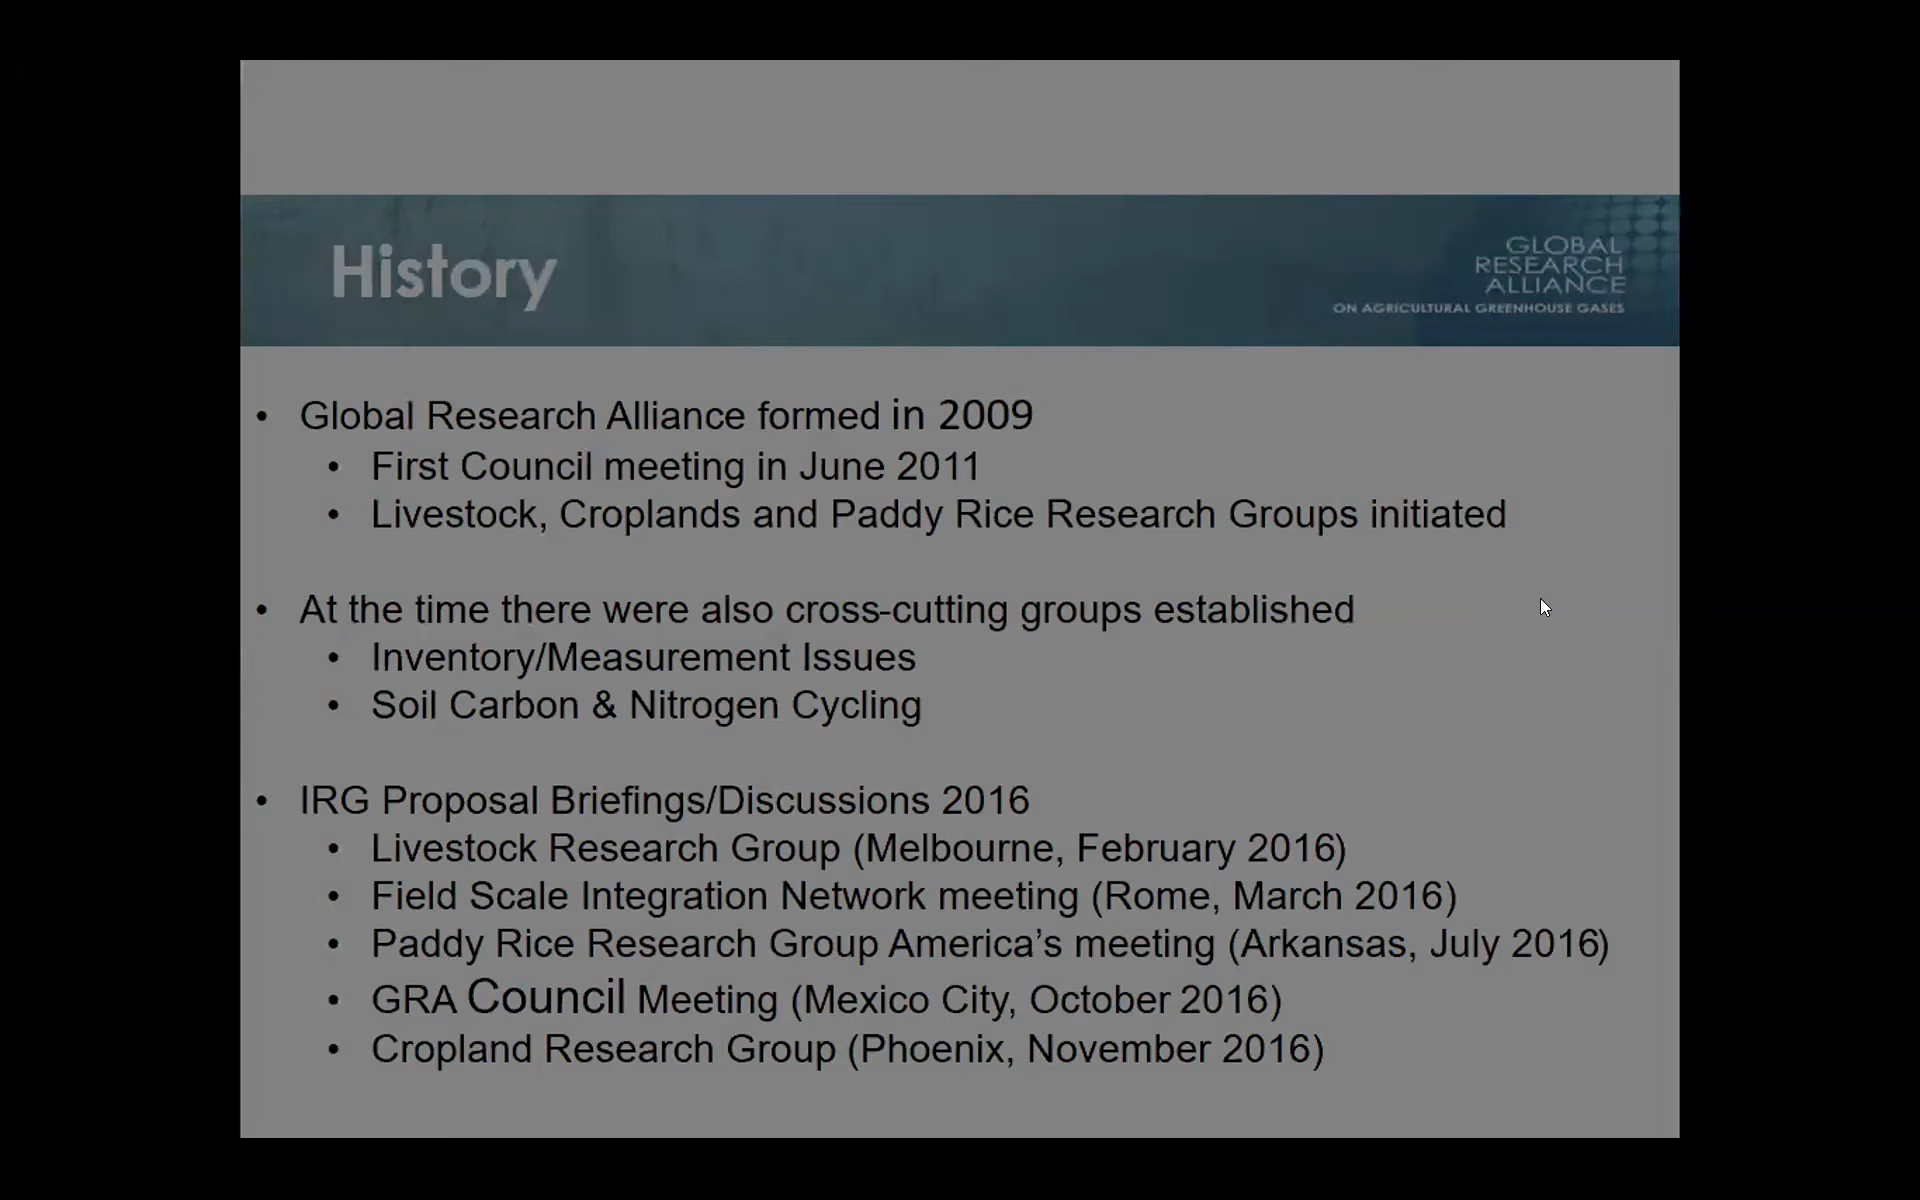 History
GLOBAL
RESEARCH
ALLIANCE
ON AGRICULTURAL GREENHOUSE GASES
• Global Research Alliance formed in 2009
• First Council meeting in June 2011
• Livestock, Croplands and Paddy Rice Research Groups initiated
• At the time there were also cross-cutting groups established
• Inventory/Measurement Issues
• Soil Carbon & Nitrogen Cycling
• IRG Proposal Briefings/Discussions 2016
• Livestock Research Group (Melbourne, February 2016)
• Field Scale Integration Network meeting (Rome, March 2016)
• Paddy Rice Research Group America’s meeting (Arkansas, July 2016)
• GRA Council Meeting (Mexico City, October 2016)
• Cropland Research Group (Phoenix, November 2016)